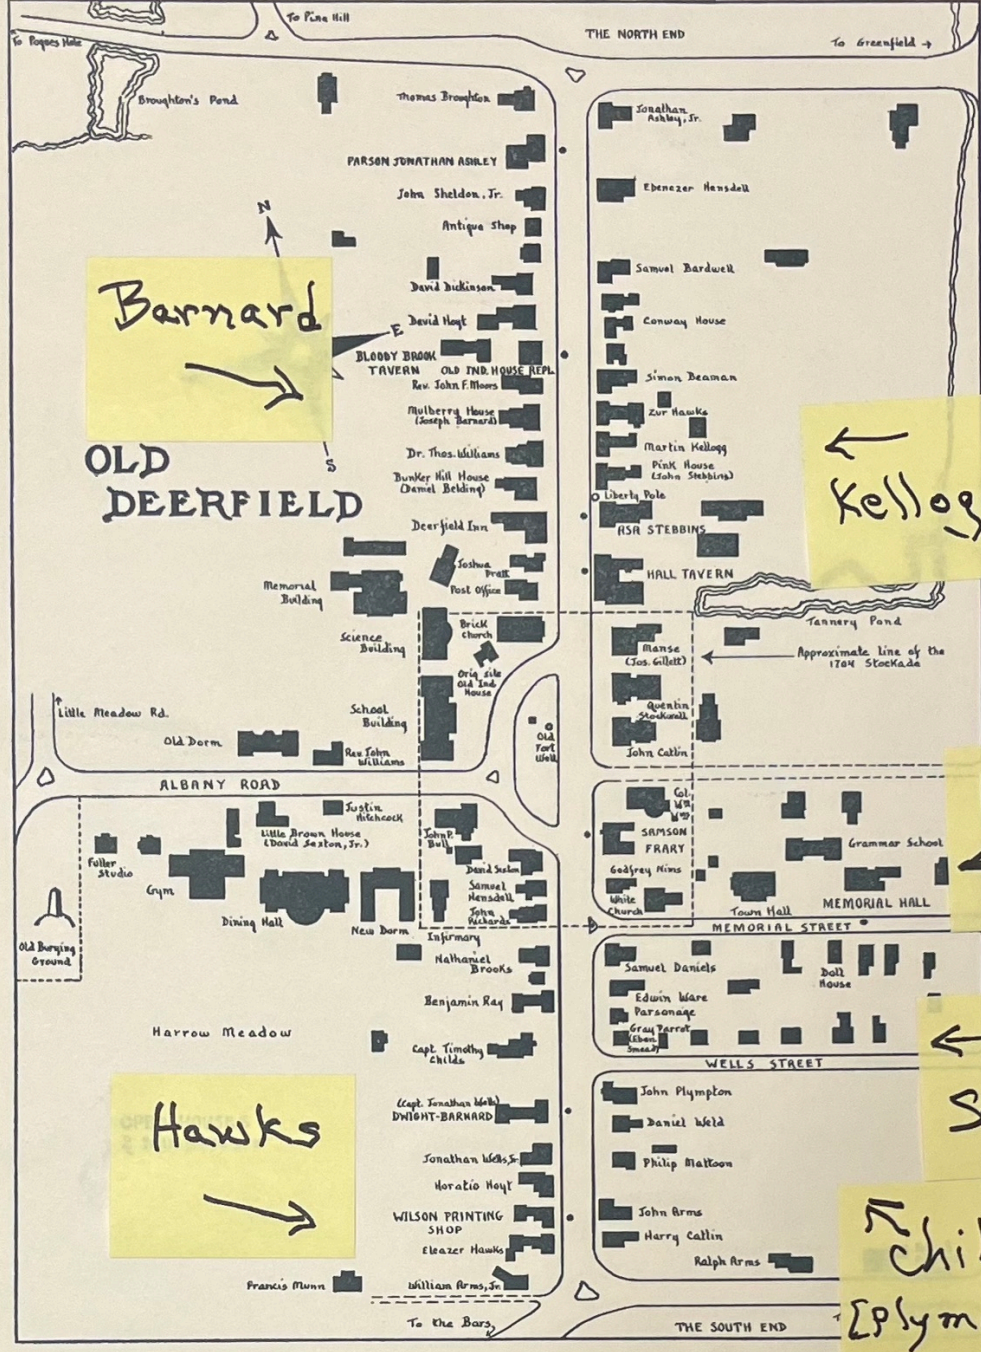 To Pine Hill
THE NORTH END
To Poques Hole
To Greenfield →
Broughton's Pond
Thomas Broughton
Jonathan
Ashley, Jr.
PARSON JONATHAN ASHLEY
John Sheldon, Jr.
Ebenezer Hensdell
N
Antique Shop
Samuel Bardwell
David Dickinson
Barnard
David Hoyt
Conway House
E
BLOODY BROOK
TAVERN
OLD IND. HOUSE REPL.
Rev. John F. Moors
Simon Beaman
Mulberry House
(Joseph Barnard)
Zur Hawks
Martin Kellogg
Dr. Thos. Williams
S
Pink House
(John Stebbins)
OLD
DEERFIELD
Bunker Hill House
(Daniel Belding)
Liberty Pole
Kellog
Deerfield Inn
ASA STEBBINS
Joshua
Pratt
HALL TAVERN
Memorial
Building
Post Office
Tannery Pond
Science
Building
Brick
Church
Manse
(Jos. Gillett)
Approximate line of the
1704 Stockade
Orig site
Old Ind
House
Little Meadow Rd.
School
Building
Quentin
Stockwell
Old
Fort
Well
Old Dorm
Rev. John
Williams
John Catlin
ALBANY ROAD
Col.
Wm
Justin
Hitchcock
Little Brown House
(David Saxton, Jr.)
John P.
Bull
SAMSON
FRARY
Grammar School
Fuller
Studio
Gym
David Sexton
Godfrey Nims
Samuel
Hensdell
White
Church
John
Richards
Town Hall
MEMORIAL HALL
Dining Hall
New Dorm
MEMORIAL STREET
Old Burying
Ground
Infirmary
Nathaniel
Brooks
Samuel Daniels
Doll
House
Benjamin Ray
Edwin Ware
Parsonage
Harrow Meadow
Gray Parrot
(Eben
Smead)
Capt. Timothy
Childs
WELLS STREET
(Capt. Jonathan Wells)
DWIGHT-BARNARD
John Plympton
Daniel Weld
S
Hawks
Jonathan Wells, Jr.
Philip Mattoon
Horatio Hoyt
WILSON PRINTING
SHOP
John Arms
Harry Catlin
Eleazer Hawks
Ralph Arms
Chil
Francis Munn
William Arms, Jr.
[Plym
To the Bars,
THE SOUTH END